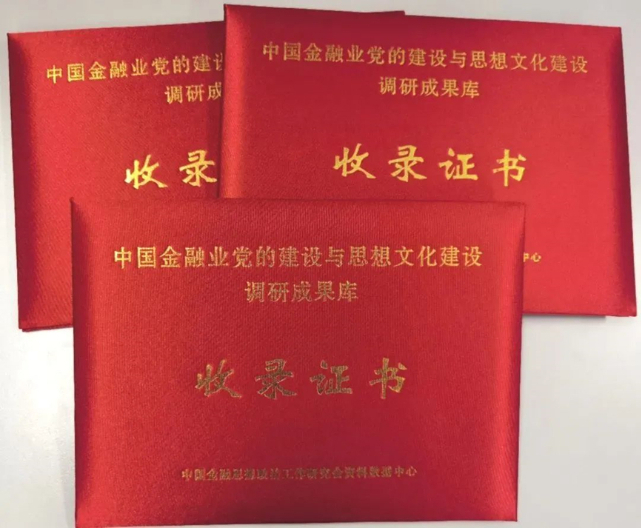 中国金融业党的建设
调研成
收录
中国金融业党的建设与思想文化建设
调研成果库
收录证书
中心
中国金融业党的建设与思想文化建设
调研成果库
收录证书
中国金融思想政治工作研究会资料数据中心